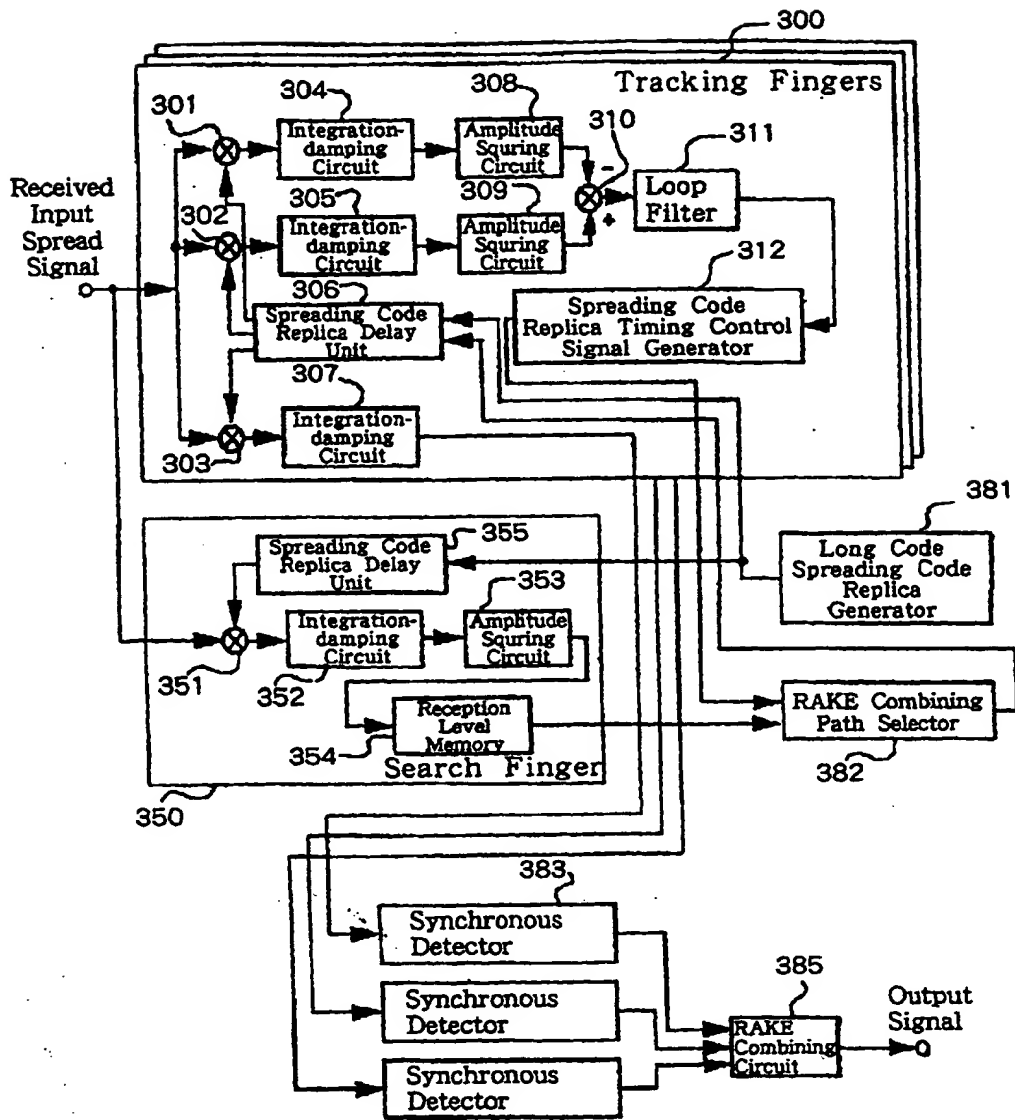 300
Tracking Fingers
301
304
308
310
311
Integration-
damping
Circuit
Amplitude
Squring
Circuit
-
Loop
Filter
Received
Input
Spread
Signal
302
305
309
+
Integration-
damping
Circuit
Amplitude
Squring
Circuit
306
312
Spreading Code
Replica Delay
Unit
Spreading Code
Replica Timing Control
Signal Generator
307
Integration-
damping
Circuit
303
381
Long Code
Spreading Code
Replica
Generator
355
Spreading Code
Replica Delay
Unit
353
Integration-
damping
Circuit
Amplitude
Squring
Circuit
351
352
Reception
Level
Memory
354
RAKE Combining
Path Selector
382
Search Finger
350
383
Synchronous
Detector
385
Synchronous
Detector
RAKE
Combining
Circuit
Output
Signal
Synchronous
Detector